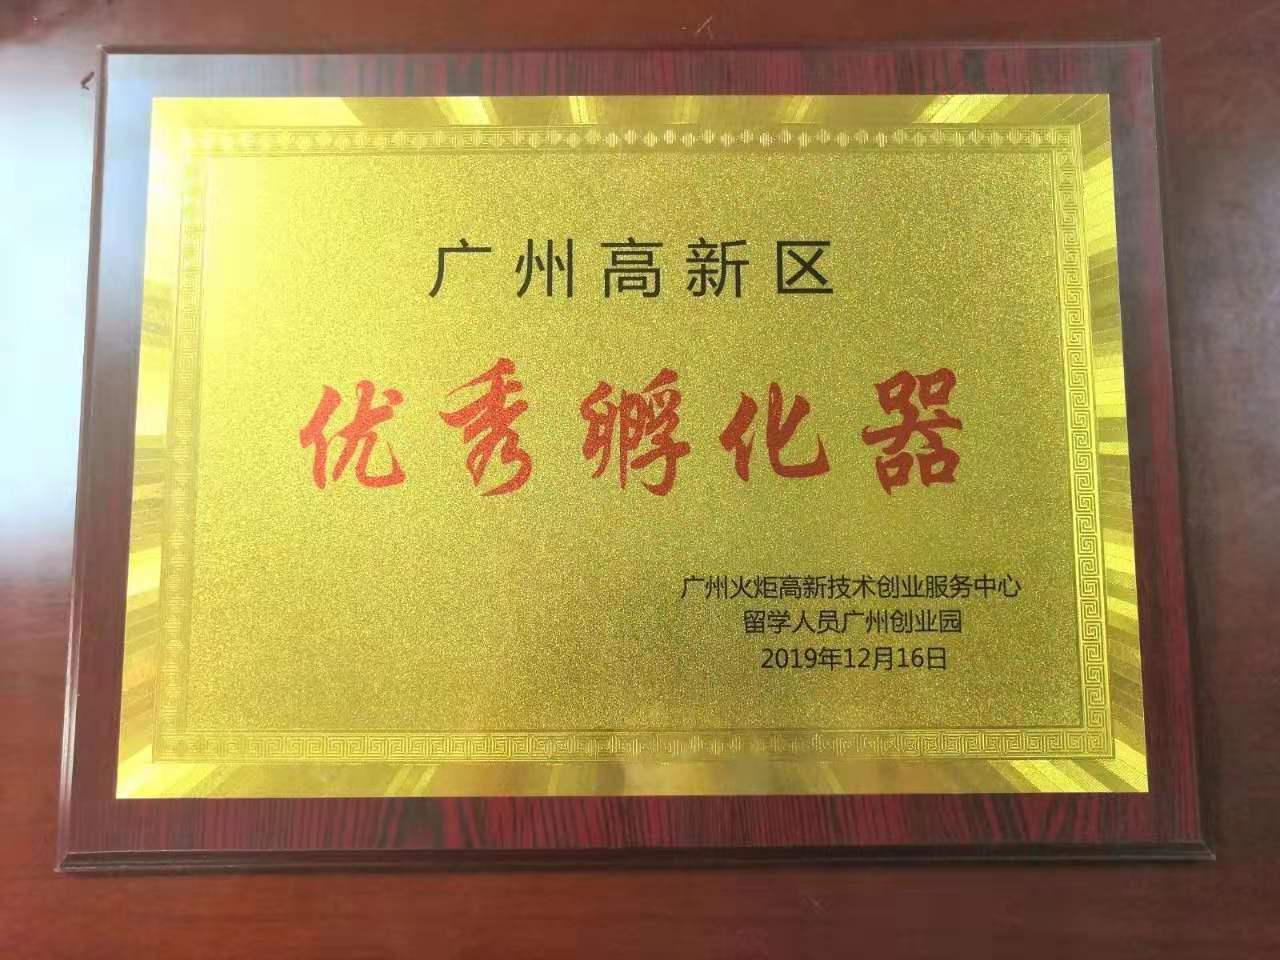 广州高新区
优秀孵化器
广州火炬高新技术创业服务中心
留学人员广州创业园
2019年12月16日